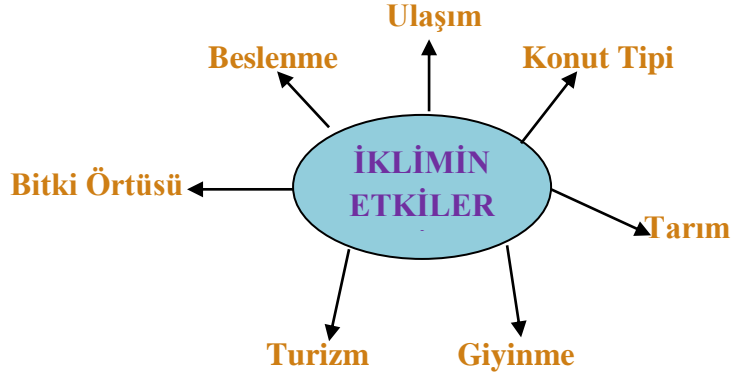 Ulaşım
Beslenme
Konut Tipi
İKLİMİN
ETKİLER
Bitki Örtüsü
Tarım
Turizm
Giyinme